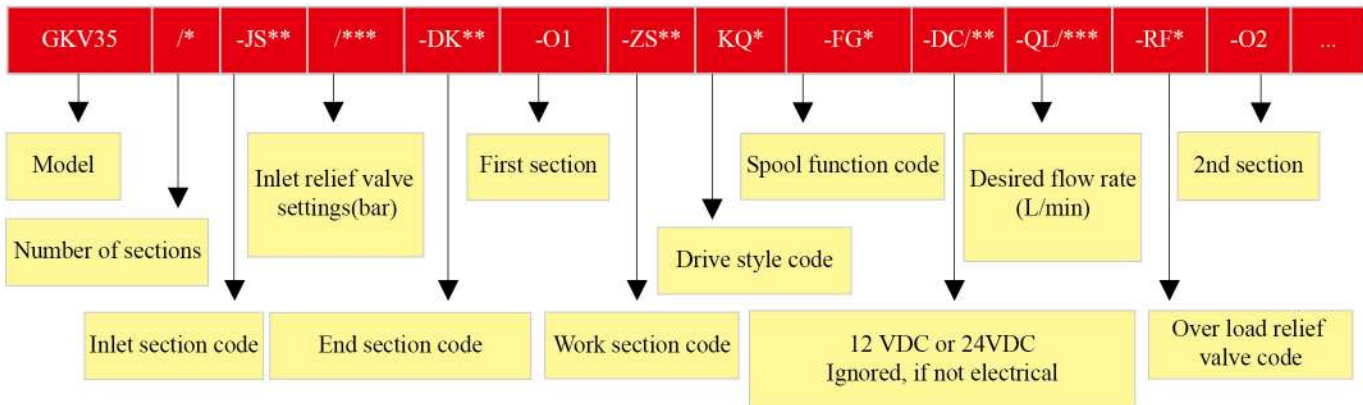 GKV35 /* -JS** /*** -DK** -O1 -ZS** KQ* -FG* -DC/** -QL/*** -RF* -O2 ...
Model
Number of sections
Inlet section code
Inlet relief valve
settings(bar)
End section code
First section
Work section code
Drive style code
Spool function code
12 VDC or 24VDC
Ignored, if not electrical
Desired flow rate
(L/min)
Over load relief
valve code
2nd section